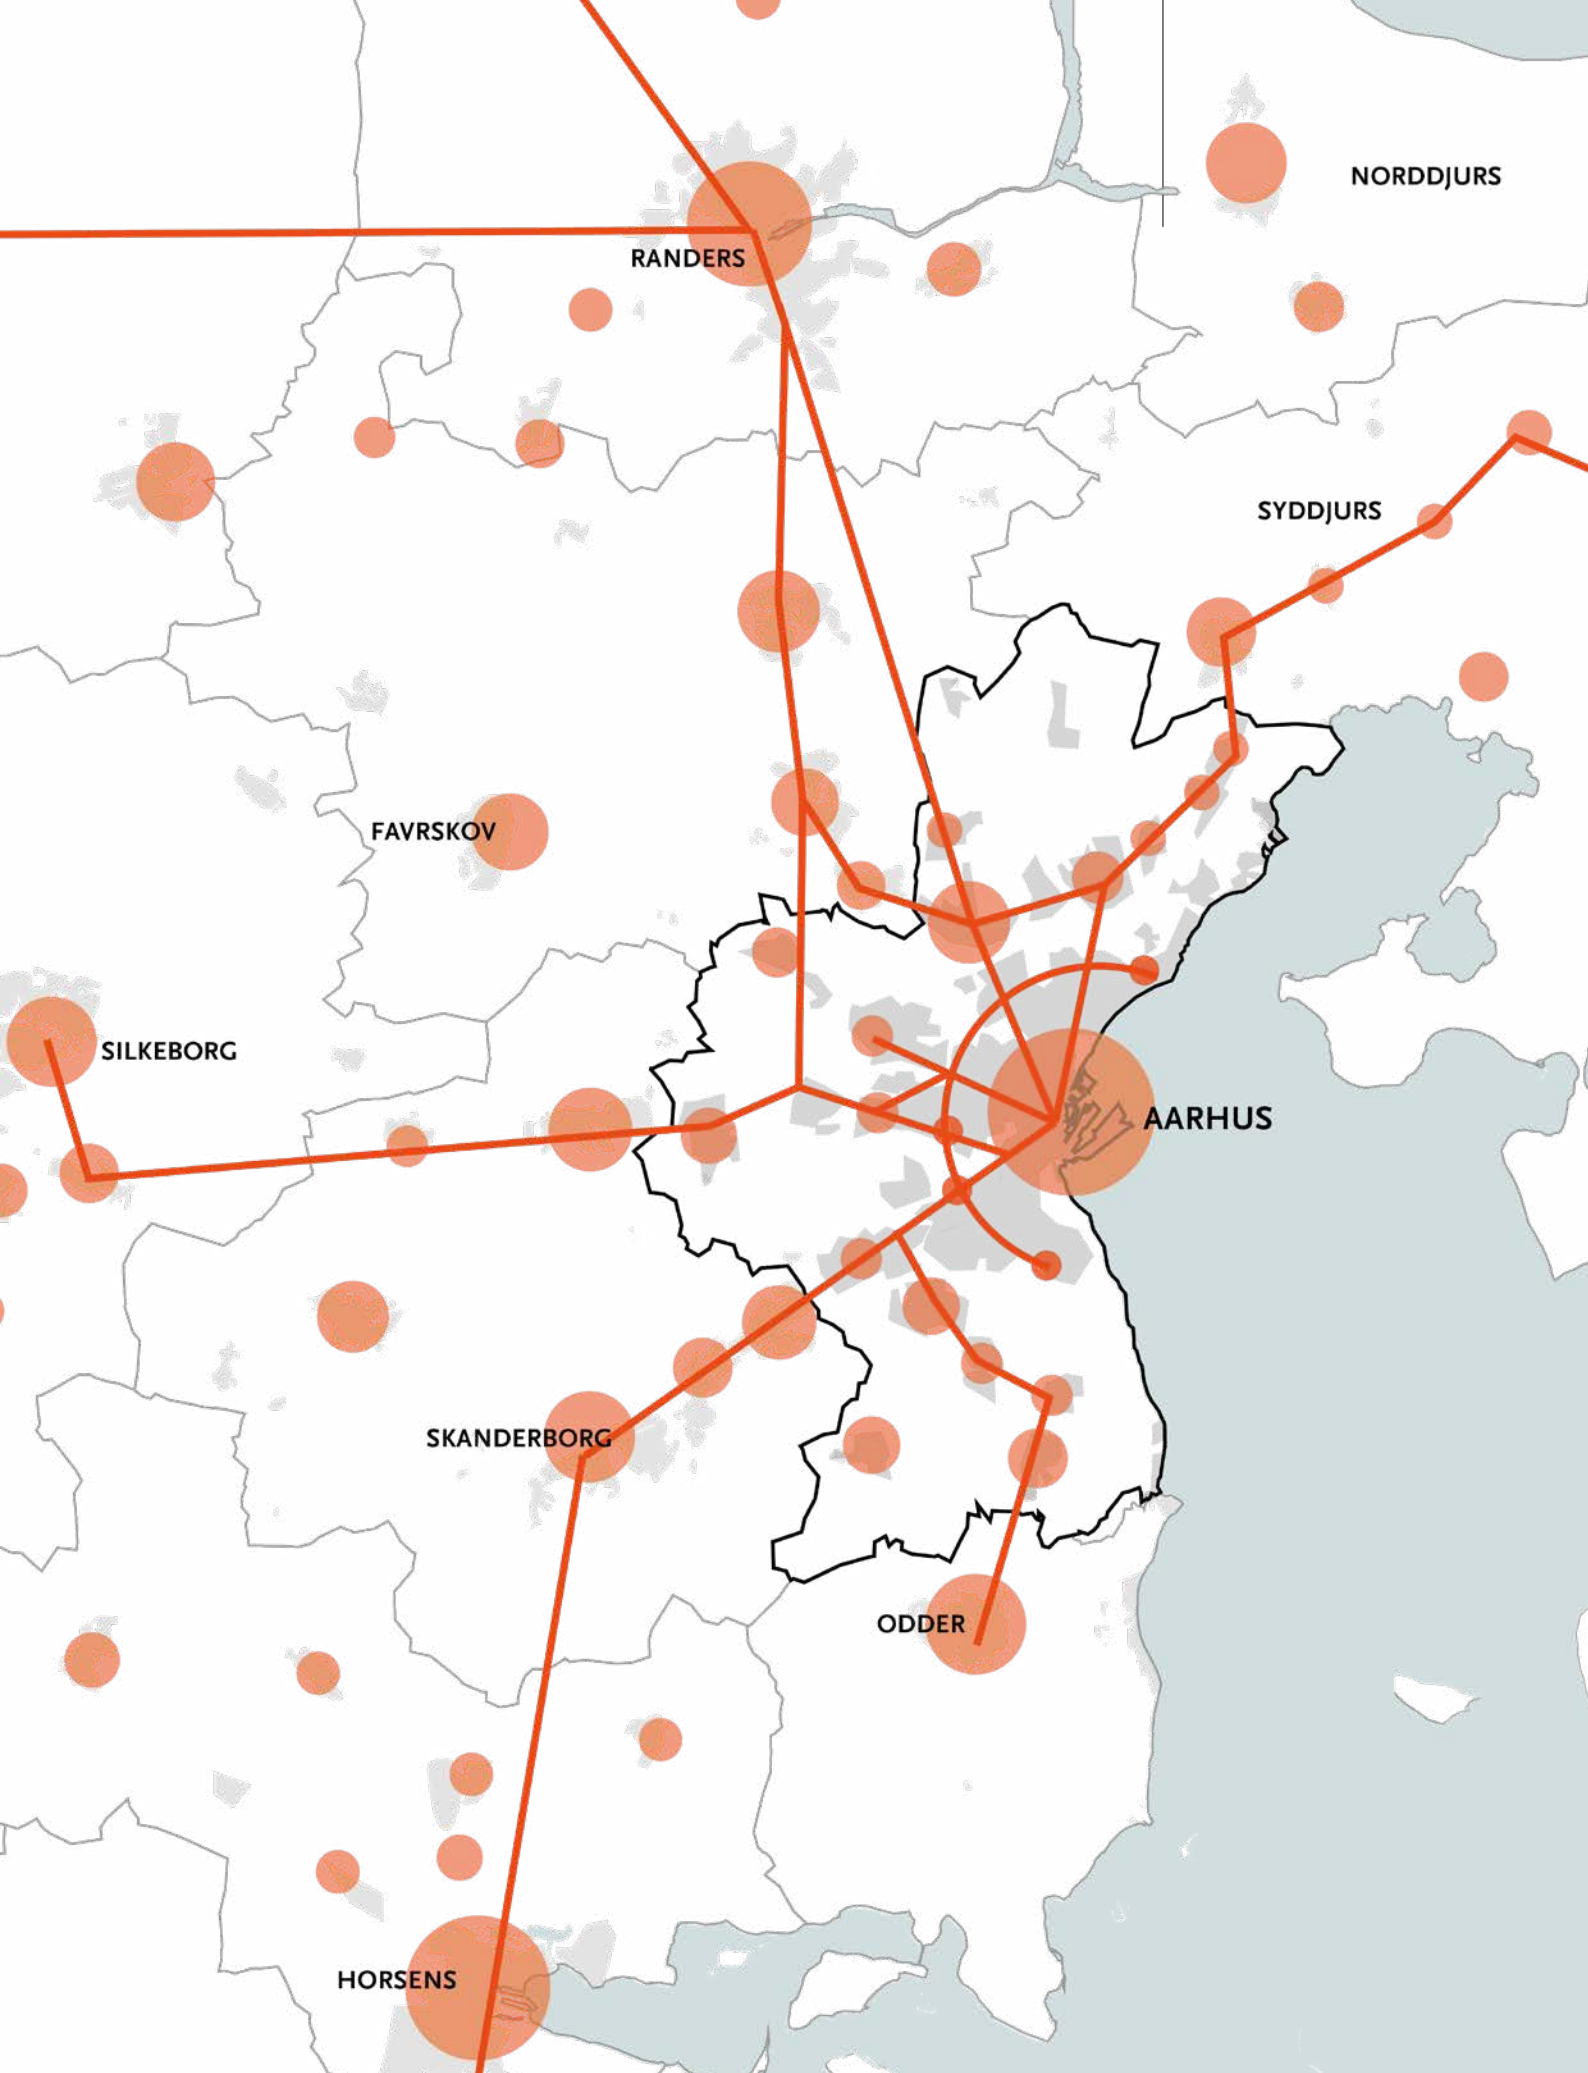 NORDDJURS
RANDERS
SYDDJURS
FAVRSKOV
SILKEBORG
AARHUS
SKANDERBORG
ODDER
HORSENS